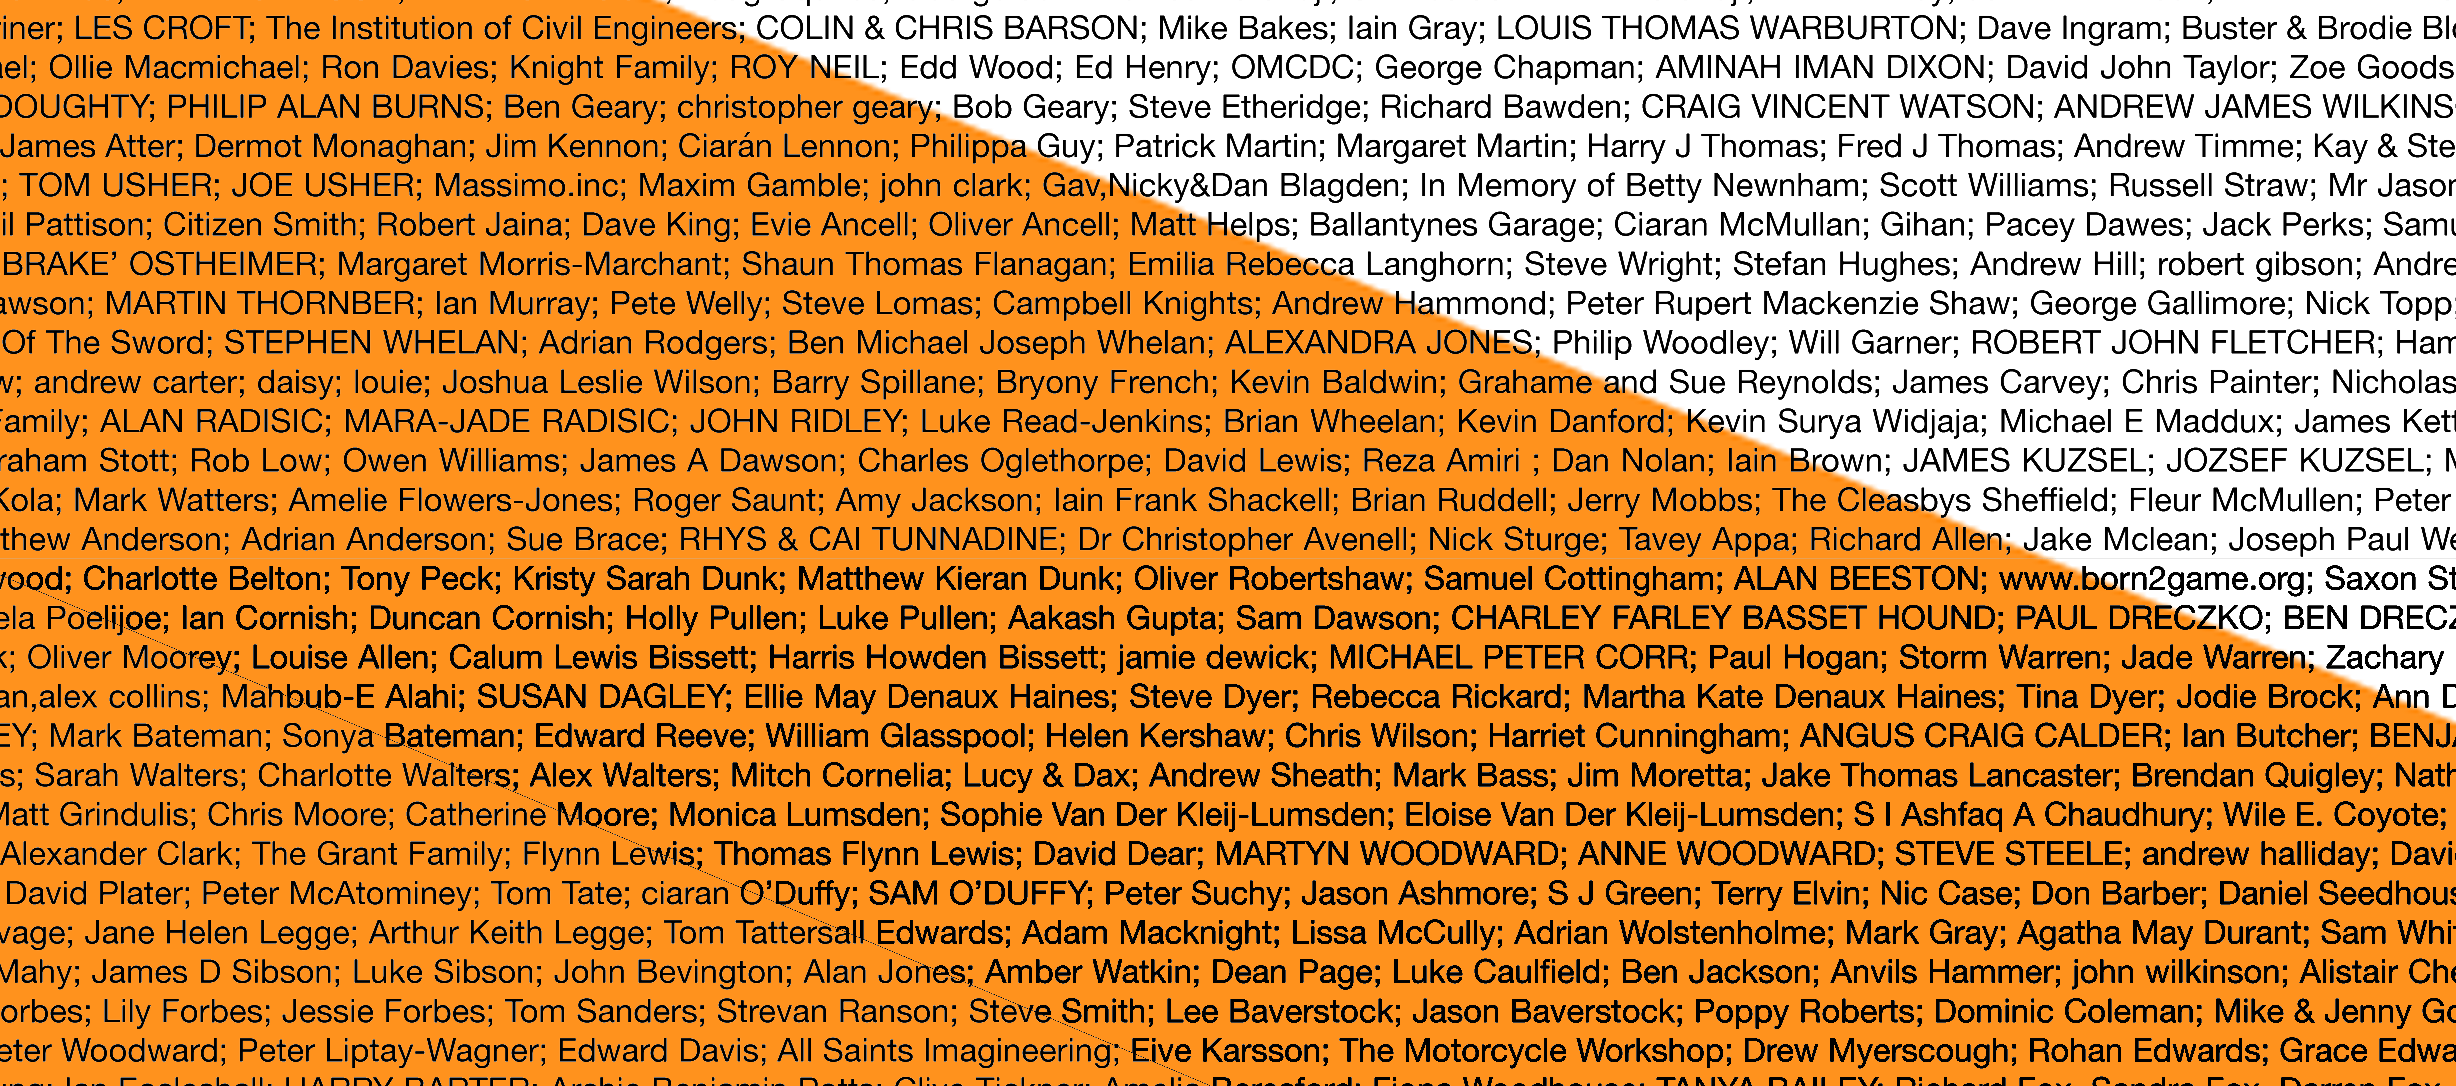 riner; LES CROFT; The Institution of Civil Engineers; COLIN & CHRIS BARSON; Mike Bakes; Iain Gray; LOUIS THOMAS WARBURTON; Dave Ingram; Buster & Brodie Bl
el; Ollie Macmichael; Ron Davies; Knight Family; ROY NEIL; Edd Wood; Ed Henry; OMCDC; George Chapman; AMINAH IMAN DIXON; David John Taylor; Zoe Goods
DOUGHTY; PHILIP ALAN BURNS; Ben Geary; christopher geary; Bob Geary; Steve Etheridge; Richard Bawden; CRAIG VINCENT WATSON; ANDREW JAMES WILKINS
James Atter; Dermot Monaghan; Jim Kennon; Ciarán Lennon; Philippa Guy; Patrick Martin; Margaret Martin; Harry J Thomas; Fred J Thomas; Andrew Timme; Kay & Ste
; TOM USHER; JOE USHER; Massimo.inc; Maxim Gamble; john clark; Gav,Nicky&Dan Blagden; In Memory of Betty Newnham; Scott Williams; Russell Straw; Mr Jason
il Pattison; Citizen Smith; Robert Jaina; Dave King; Evie Ancell; Oliver Ancell; Matt Helps; Ballantynes Garage; Ciaran McMullan; Gihan; Pacey Dawes; Jack Perks; Samu
BRAKE’ OSTHEIMER; Margaret Morris-Marchant; Shaun Thomas Flanagan; Emilia Rebecca Langhorn; Steve Wright; Stefan Hughes; Andrew Hill; robert gibson; Andre
awson; MARTIN THORNBER; Ian Murray; Pete Welly; Steve Lomas; Campbell Knights; Andrew Hammond; Peter Rupert Mackenzie Shaw; George Gallimore; Nick Topp;
Of The Sword; STEPHEN WHELAN; Adrian Rodgers; Ben Michael Joseph Whelan; ALEXANDRA JONES; Philip Woodley; Will Garner; ROBERT JOHN FLETCHER; Ham
w; andrew carter; daisy; louie; Joshua Leslie Wilson; Barry Spillane; Bryony French; Kevin Baldwin; Grahame and Sue Reynolds; James Carvey; Chris Painter; Nicholas
Family; ALAN RADISIC; MARA-JADE RADISIC; JOHN RIDLEY; Luke Read-Jenkins; Brian Wheelan; Kevin Danford; Kevin Surya Widjaja; Michael E Maddux; James Kett
raham Stott; Rob Low; Owen Williams; James A Dawson; Charles Oglethorpe; David Lewis; Reza Amiri ; Dan Nolan; Iain Brown; JAMES KUZSEL; JOZSEF KUZSEL; M
Kola; Mark Watters; Amelie Flowers-Jones; Roger Saunt; Amy Jackson; Iain Frank Shackell; Brian Ruddell; Jerry Mobbs; The Cleasbys Sheffield; Fleur McMullen; Peter
thew Anderson; Adrian Anderson; Sue Brace; RHYS & CAI TUNNADINE; Dr Christopher Avenell; Nick Sturge; Tavey Appa; Richard Allen; Jake Mclean; Joseph Paul We
wood; Charlotte Belton; Tony Peck; Kristy Sarah Dunk; Matthew Kieran Dunk; Oliver Robertshaw; Samuel Cottingham; ALAN BEESTON; www.born2game.org; Saxon St
ela Poelijoe; Ian Cornish; Duncan Cornish; Holly Pullen; Luke Pullen; Aakash Gupta; Sam Dawson; CHARLEY FARLEY BASSET HOUND; PAUL DRECZKO; BEN DRECZ
k; Oliver Moorey; Louise Allen; Calum Lewis Bissett; Harris Howden Bissett; jamie dewick; MICHAEL PETER CORR; Paul Hogan; Storm Warren; Jade Warren; Zachary
an,alex collins; Mahbub-E Alahi; SUSAN DAGLEY; Ellie May Denaux Haines; Steve Dyer; Rebecca Rickard; Martha Kate Denaux Haines; Tina Dyer; Jodie Brock; Ann D
EY; Mark Bateman; Sonya Bateman; Edward Reeve; William Glasspool; Helen Kershaw; Chris Wilson; Harriet Cunningham; ANGUS CRAIG CALDER; Ian Butcher; BENJA
s; Sarah Walters; Charlotte Walters; Alex Walters; Mitch Cornelia; Lucy & Dax; Andrew Sheath; Mark Bass; Jim Moretta; Jake Thomas Lancaster; Brendan Quigley; Nath
Matt Grindulis; Chris Moore; Catherine Moore; Monica Lumsden; Sophie Van Der Kleij-Lumsden; Eloise Van Der Kleij-Lumsden; S I Ashfaq A Chaudhury; Wile E. Coyote;
Alexander Clark; The Grant Family; Flynn Lewis; Thomas Flynn Lewis; David Dear; MARTYN WOODWARD; ANNE WOODWARD; STEVE STEELE; andrew halliday; Davi
David Plater; Peter McAtominey; Tom Tate; ciaran O’Duffy; SAM O’DUFFY; Peter Suchy; Jason Ashmore; S J Green; Terry Elvin; Nic Case; Don Barber; Daniel Seedhous
vage; Jane Helen Legge; Arthur Keith Legge; Tom Tattersall Edwards; Adam Macknight; Lissa McCully; Adrian Wolstenholme; Mark Gray; Agatha May Durant; Sam Whit
Mahy; James D Sibson; Luke Sibson; John Bevington; Alan Jones; Amber Watkin; Dean Page; Luke Caulfield; Ben Jackson; Anvils Hammer; john wilkinson; Alistair Che
orbes; Lily Forbes; Jessie Forbes; Tom Sanders; Strevan Ranson; Steve Smith; Lee Baverstock; Jason Baverstock; Poppy Roberts; Dominic Coleman; Mike & Jenny Go
eter Woodward; Peter Liptay-Wagner; Edward Davis; All Saints Imagineering; Eive Karsson; The Motorcycle Workshop; Drew Myerscough; Rohan Edwards; Grace Edwa